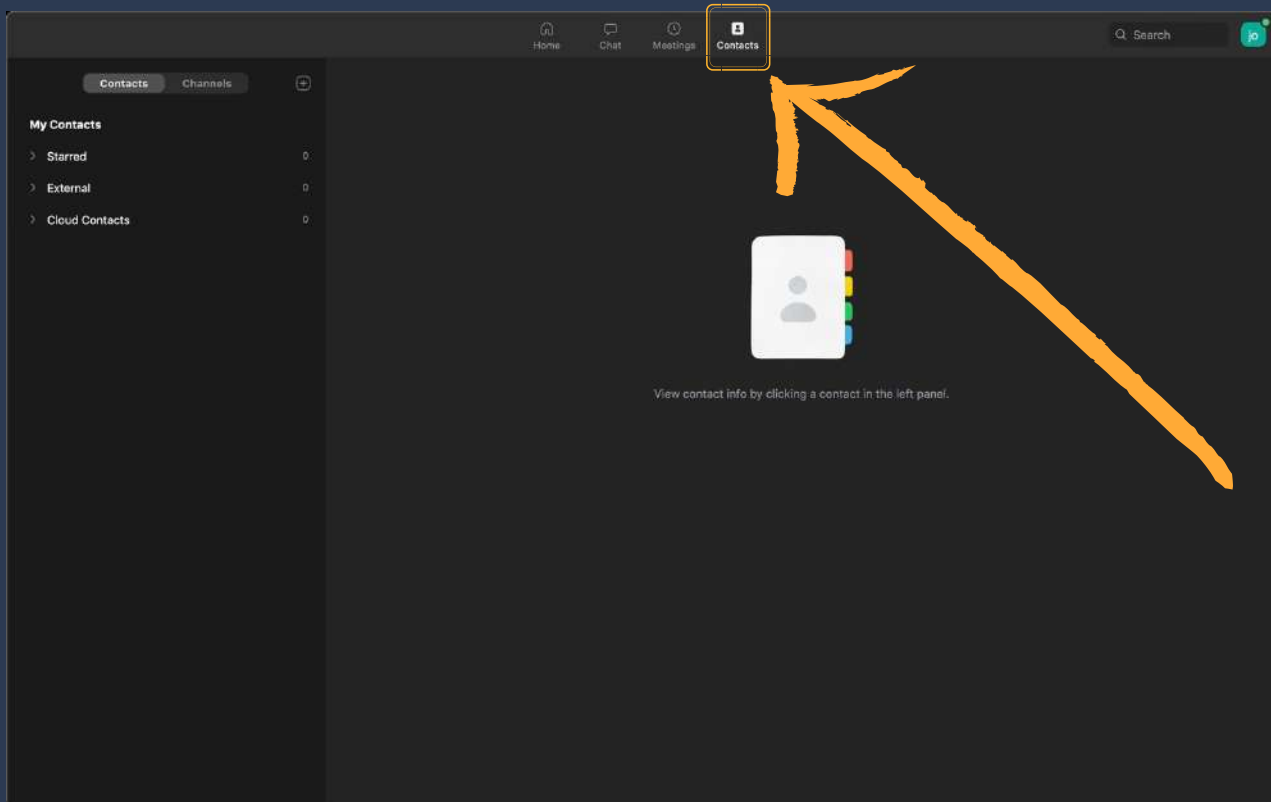 Home
Chat
Meetings
Contacts
Search
jo
Contacts
Channels
My Contacts
Starred
0
External
0
Cloud Contacts
0
View contact info by clicking a contact in the left panel.